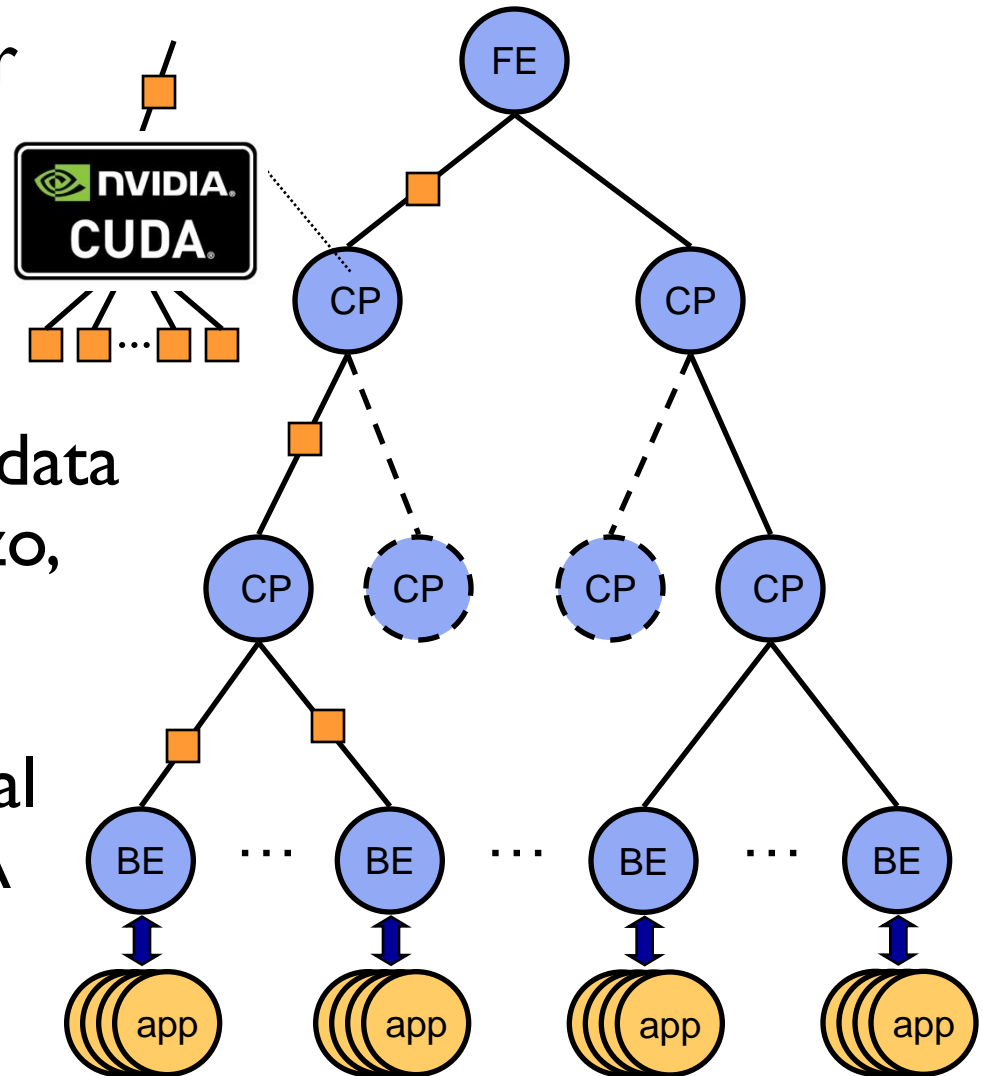 r
FE
NVIDIA.
CUDA.
CP CP
...
data
zo,
CP CP CP CP
al
A
BE ... BE ... BE ... BE
app app app app